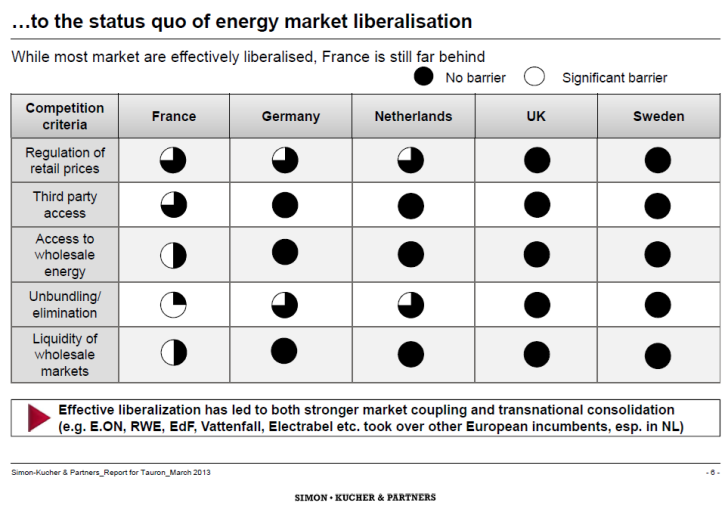 …to the status quo of energy market liberalisation
While most market are effectively liberalised, France is still far behind
No barrier Significant barrier
Competition criteria France Germany Netherlands UK Sweden
Regulation of
retail prices
Third party
access
Access to
wholesale
energy
Unbundling/
elimination
Liquidity of
wholesale
markets
Effective liberalization has led to both stronger market coupling and transnational consolidation
(e.g. E.ON, RWE, EdF, Vattenfall, Electrabel etc. took over other European incumbents, esp. in NL)
Simon-Kucher & Partners_Report for Tauron_March 2013 - 6 -
SIMON • KUCHER & PARTNERS